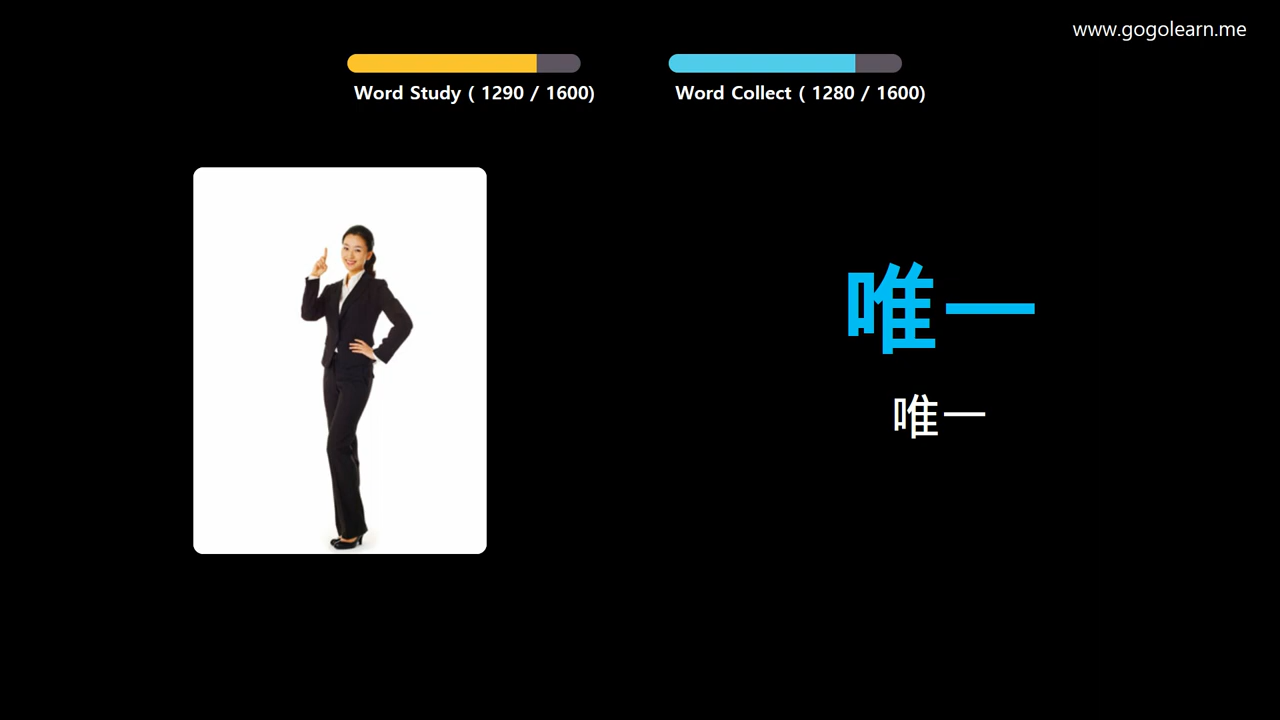 www.gogolearn.me
Word Study ( 1290 / 1600)
Word Collect ( 1280 / 1600)
唯一
唯一